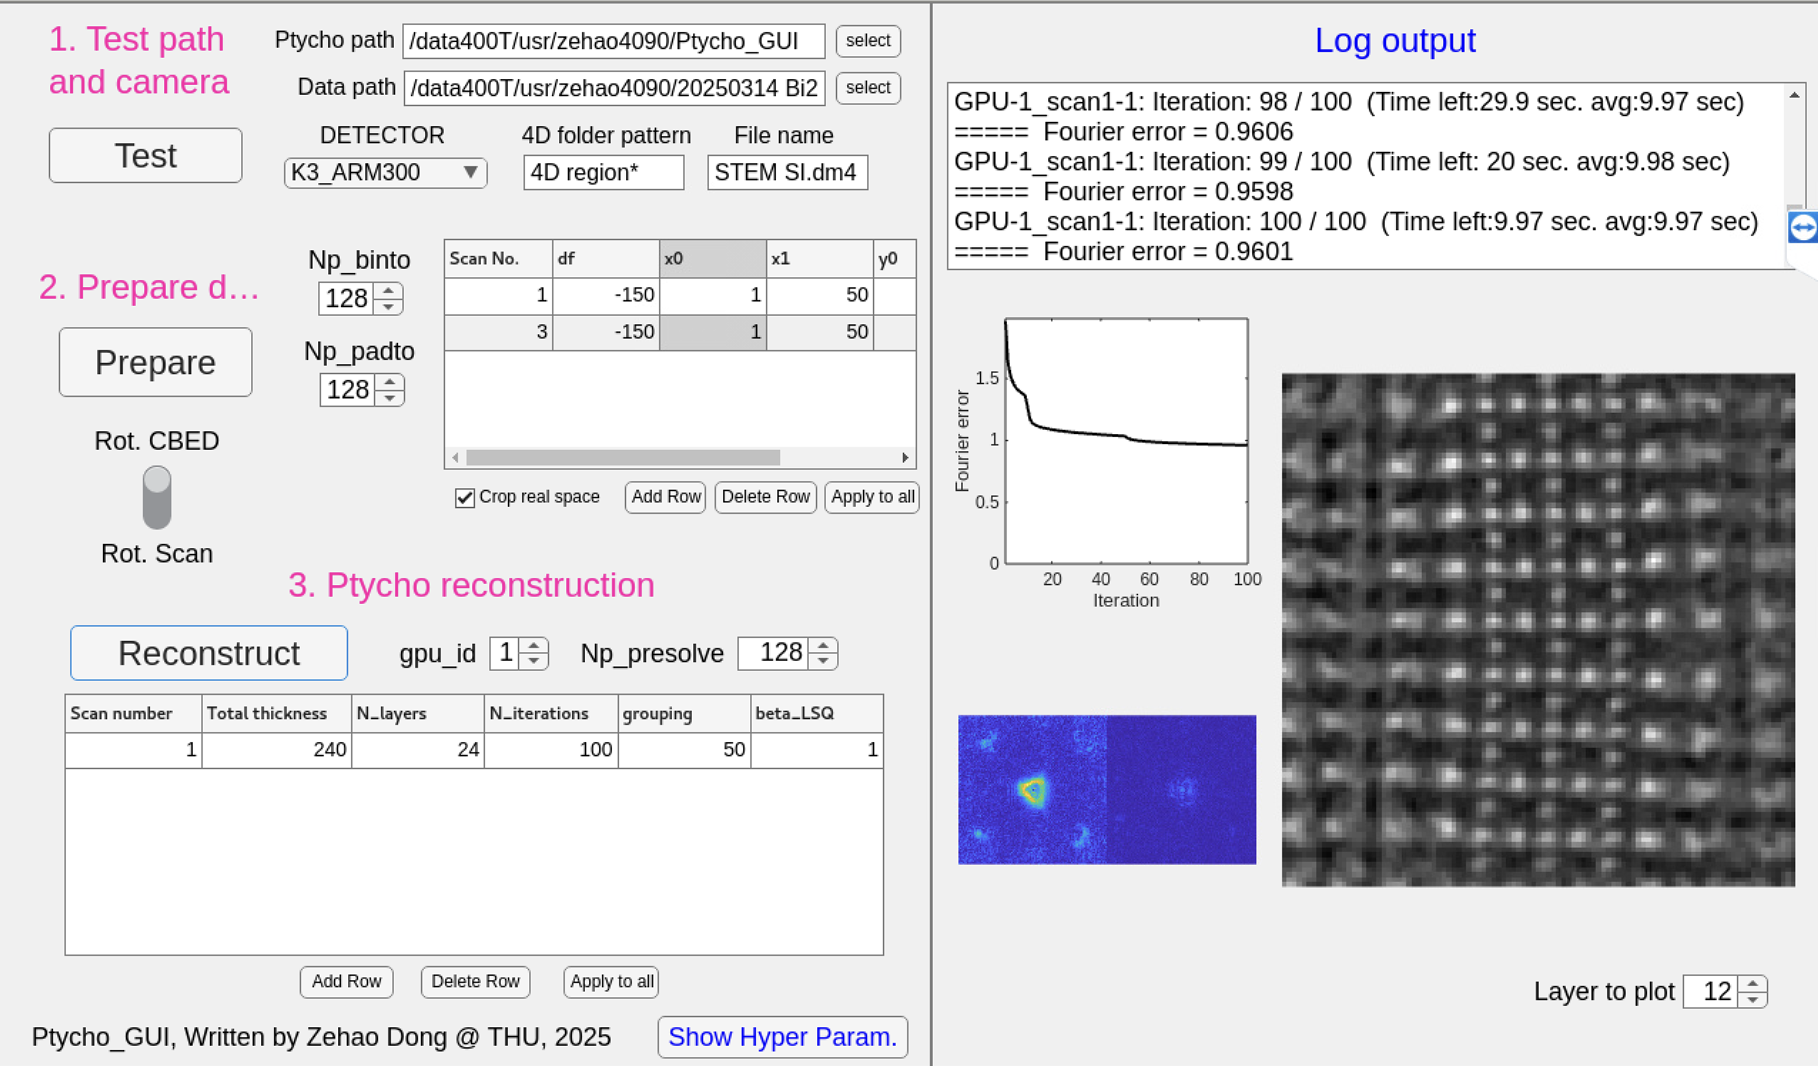 1. Test path
and camera
Ptycho path /data400T/usr/zehao4090/Ptycho_GUI select
Data path /data400T/usr/zehao4090/20250314 Bi2 select
Test
DETECTOR 4D folder pattern File name
K3_ARM300 4D region* STEM SI.dm4
2. Prepare d...
Prepare
Np_binto
128
Np_padto
128
Rot. CBED
Rot. Scan
Scan No. df x0 x1 y0
1 -150 1 50
3 -150 1 50
Crop real space Add Row Delete Row Apply to all
3. Ptycho reconstruction
Reconstruct gpu_id 1 Np_presolve 128
Scan number Total thickness N_layers N_iterations grouping beta_LSQ
1 240 24 100 50 1
Add Row Delete Row Apply to all
Ptycho_GUI, Written by Zehao Dong @ THU, 2025 Show Hyper Param.
Log output
GPU-1_scan1-1: Iteration: 98 / 100 (Time left:29.9 sec. avg:9.97 sec)
===== Fourier error = 0.9606
GPU-1_scan1-1: Iteration: 99 / 100 (Time left: 20 sec. avg:9.98 sec)
===== Fourier error = 0.9598
GPU-1_scan1-1: Iteration: 100 / 100 (Time left:9.97 sec. avg:9.97 sec)
===== Fourier error = 0.9601
Fourier error
1.5
1
0.5
0
20 40 60 80 100
Iteration
Layer to plot 12